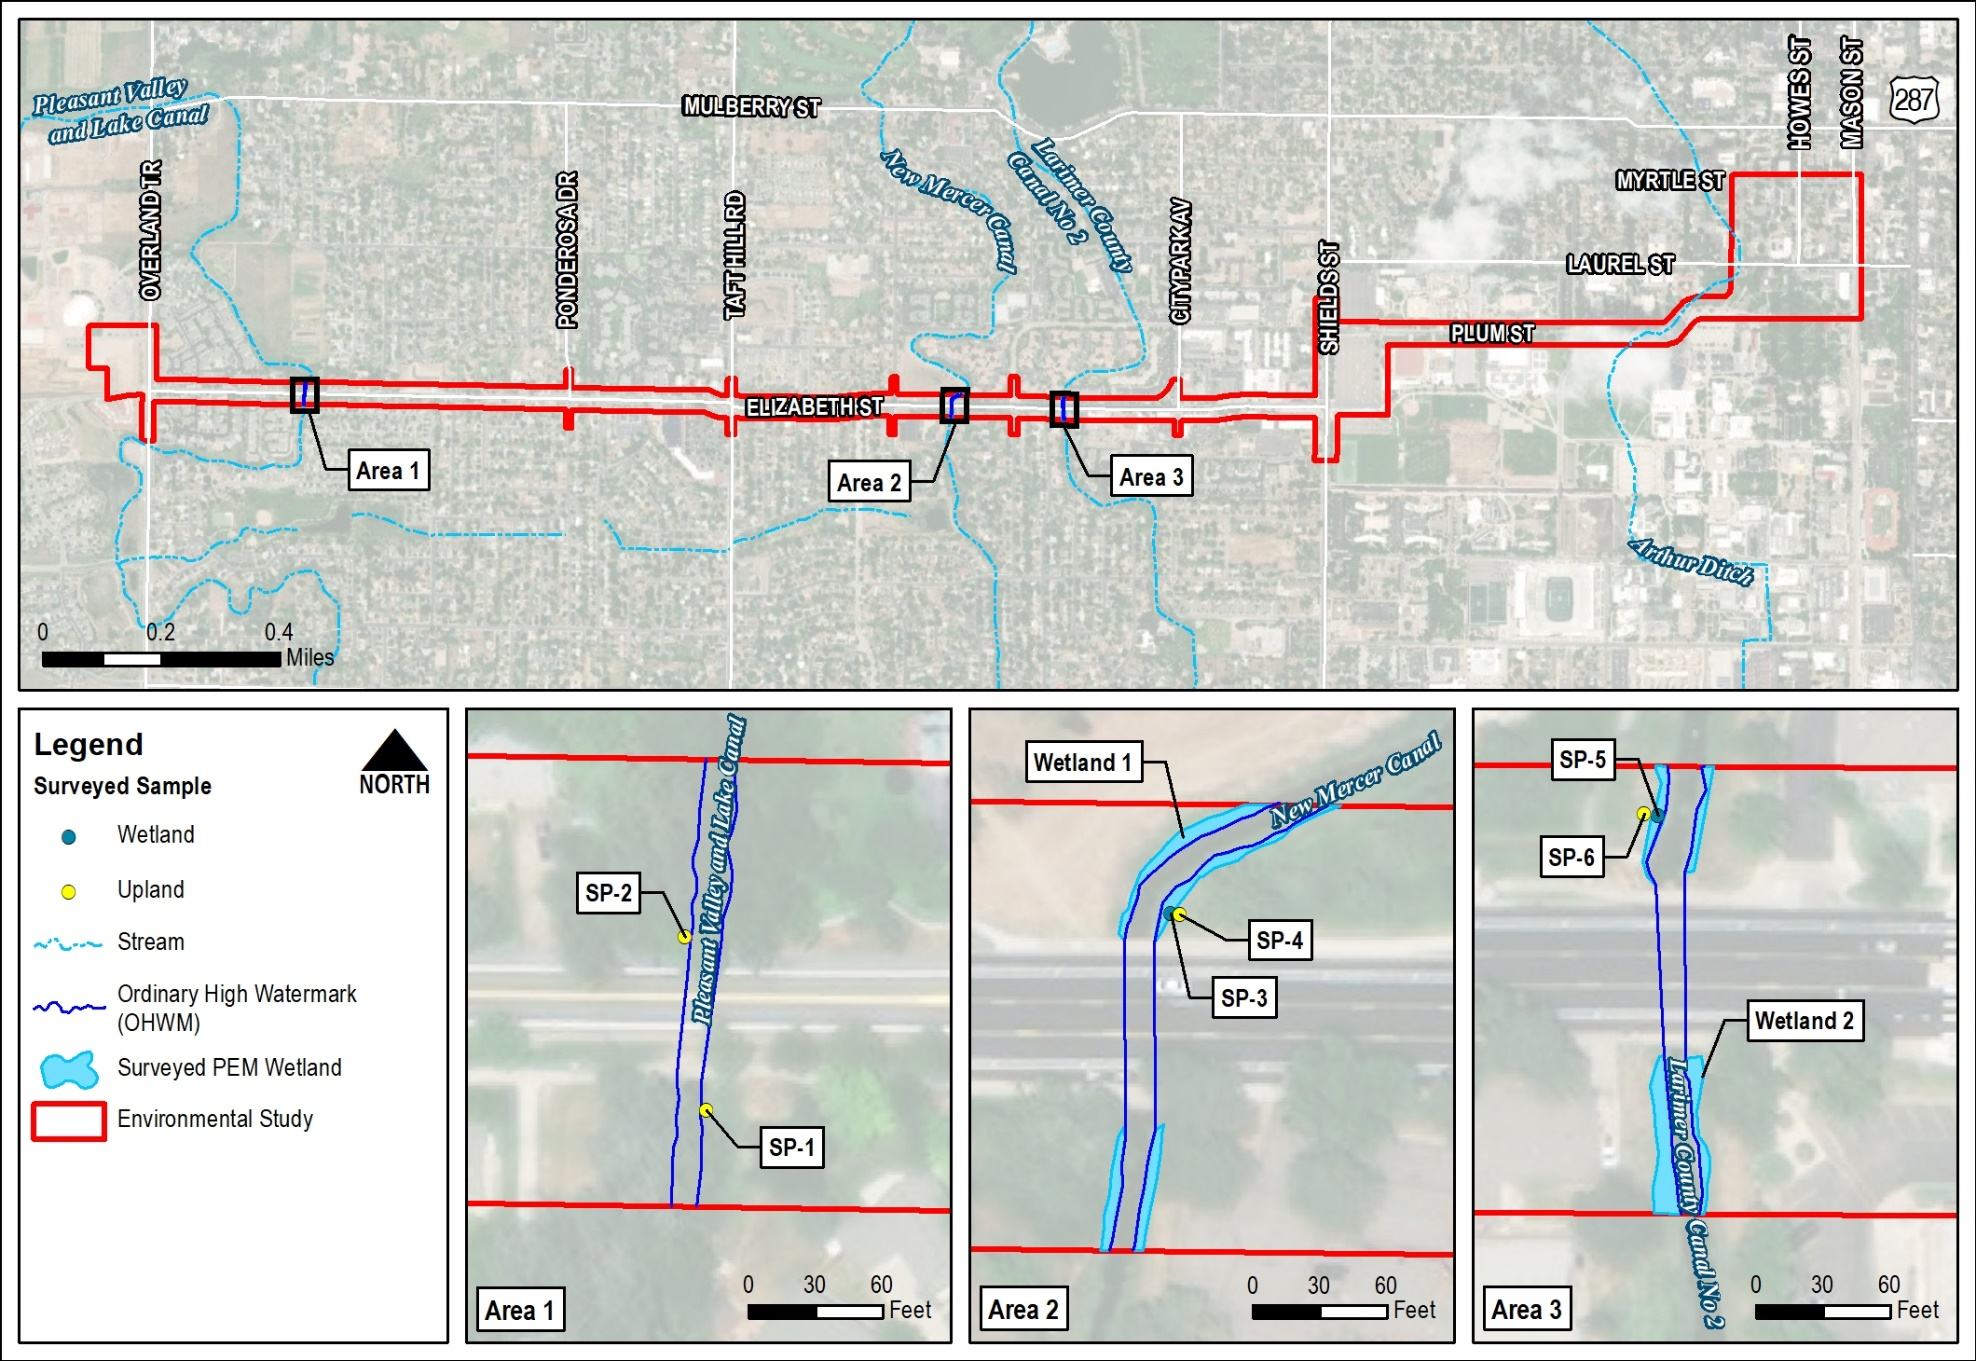 Pleasant Valley
and Lake Canal
MULBERRY ST
New Mercer Canal
Larimer County
Canal No 2
OVERLAND TR
PONDEROSA DR
TAFT HILL RD
CITY PARK AV
SHIELDS ST
HOWES ST
MASON ST
287
MYRTLE ST
LAUREL ST
PLUM ST
ELIZABETH ST
Area 1
Area 2
Area 3
Arthur Ditch
0 0.2 0.4
Miles
Legend
NORTH
Surveyed Sample
Wetland
Upland
Stream
Ordinary High Watermark
(OHWM)
Surveyed PEM Wetland
Environmental Study
Pleasant Valley and Lake Canal
SP-2
SP-1
Area 1
0 30 60
Feet
Wetland 1
New Mercer Canal
SP-4
SP-3
Area 2
0 30 60
Feet
SP-5
SP-6
Wetland 2
Larimer County Canal No 2
Area 3
0 30 60
Feet